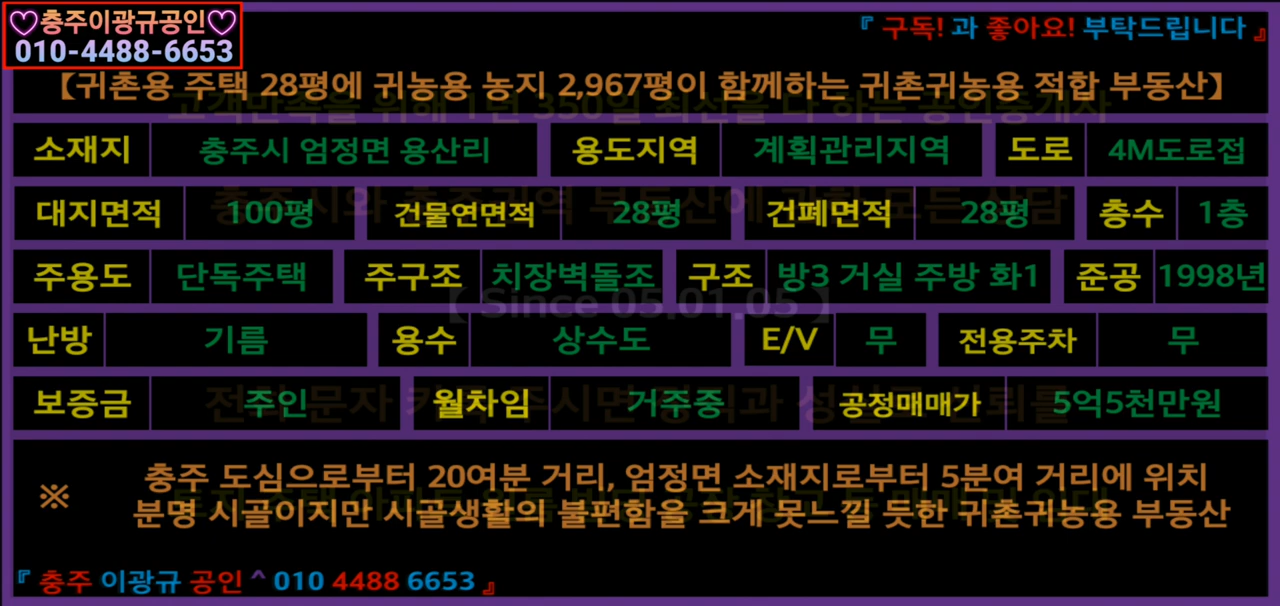 ♡충주이광규공인♡
010-4488-6653
『 구독! 과 좋아요! 부탁드립니다 』
【귀촌용 주택 28평에 귀농용 농지 2,967평이 함께하는 귀촌귀농용 적합 부동산】
소재지 충주시 엄정면 용산리 용도지역 계획관리지역 도로 4M도로접
대지면적 100평 건물연면적 28평 건폐면적 28평 층수 1층
주용도 단독주택 주구조 치장벽돌조 구조 방3 거실 주방 화1 준공 1998년
【 Since 05.01.05 】
난방 기름 용수 상수도 E/V 무 전용주차 무
보증금 주인 월차임 거주중 공정매매가 5억5천만원
※ 충주 도심으로부터 20여분 거리, 엄정면 소재지로부터 5분여 거리에 위치
분명 시골이지만 시골생활의 불편함을 크게 못느낄 듯한 귀촌귀농용 부동산
『 충주 이광규 공인 ^ 010 4488 6653 』